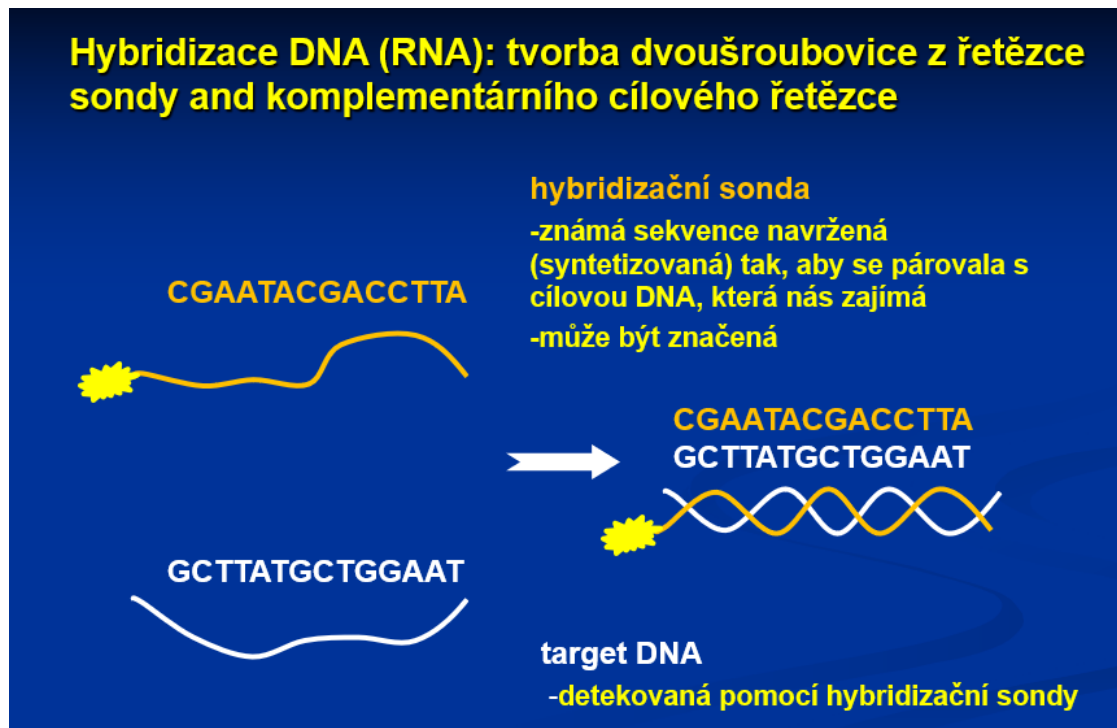 Hybridizace DNA (RNA): tvorba dvoušroubovice z řetězce
sondy and komplementárního cílového řetězce
hybridizační sonda
-známá sekvence navržená
(syntetizovaná) tak, aby se párovala s
cílovou DNA, která nás zajímá
-může být značená
CGAATACGACCTTA
CGAATACGACCTTA
GCTTATGCTGGAAT
GCTTATGCTGGAAT
target DNA
-detekovaná pomocí hybridizační sondy